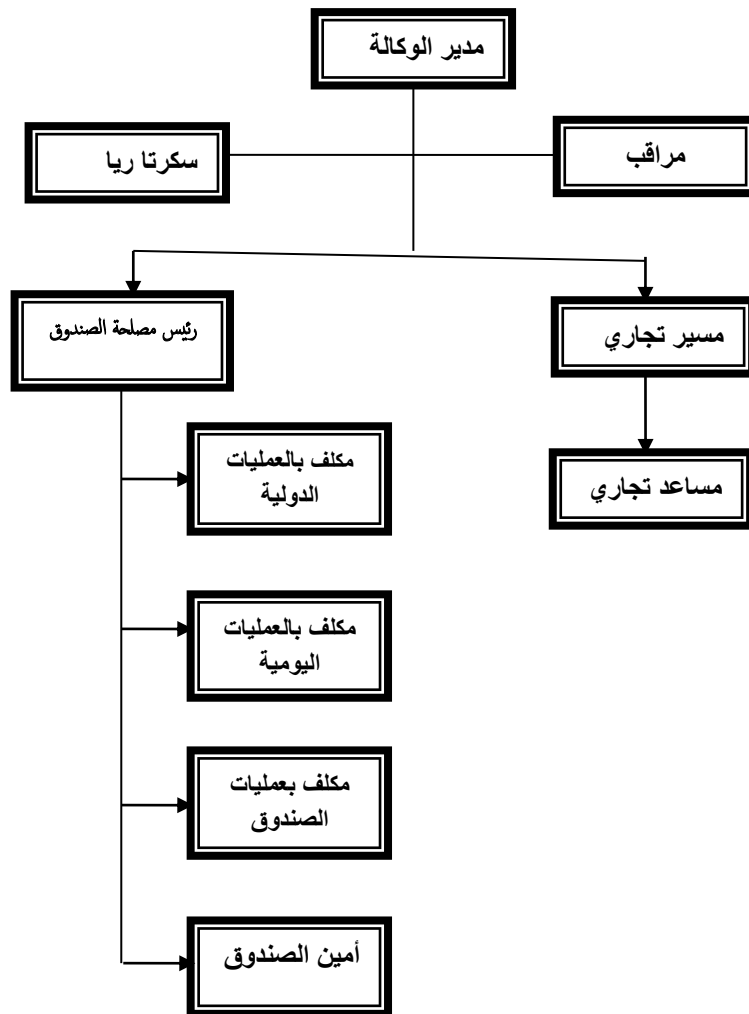 مدير الوكالة
مراقب
سكرتا ريا
مسير تجاري
رئيس مصلحة الصندوق
مساعد تجاري
مكلف بالعمليات
الدولية
مكلف بالعمليات
اليومية
مكلف بعمليات
الصندوق
أمين الصندوق